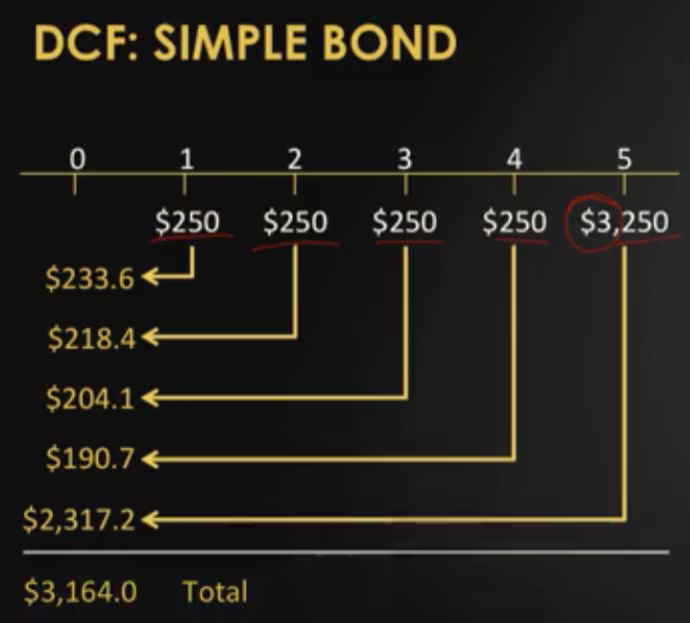 DCF: SIMPLE BOND
0 1 2 3 4 5
$250 $250 $250 $250 $3,250
$233.6
$218.4
$204.1
$190.7
$2,317.2
$3,164.0 Total